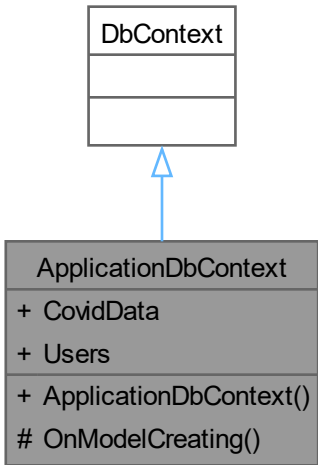 DbContext
ApplicationDbContext
+ CovidData
+ Users
+ ApplicationDbContext()
# OnModelCreating()